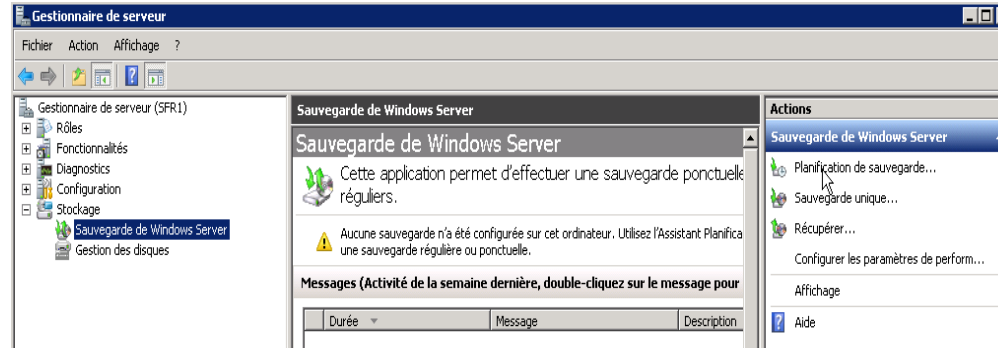 Gestionnaire de serveur
Fichier Action Affichage ?
Gestionnaire de serveur (SFR1)
Rôles
Fonctionnalités
Diagnostics
Configuration
Stockage
Sauvegarde de Windows Server
Gestion des disques
Sauvegarde de Windows Server
Sauvegarde de Windows Server
Cette application permet d'effectuer une sauvegarde ponctuelle
réguliers.
Aucune sauvegarde n'a été configurée sur cet ordinateur. Utilisez l'Assistant Planifica
une sauvegarde régulière ou ponctuelle.
Messages (Activité de la semaine dernière, double-cliquez sur le message pour
Durée Message Description
Actions
Sauvegarde de Windows Server
Planification de sauvegarde...
Sauvegarde unique...
Récupérer...
Configurer les paramètres de perform...
Affichage
? Aide